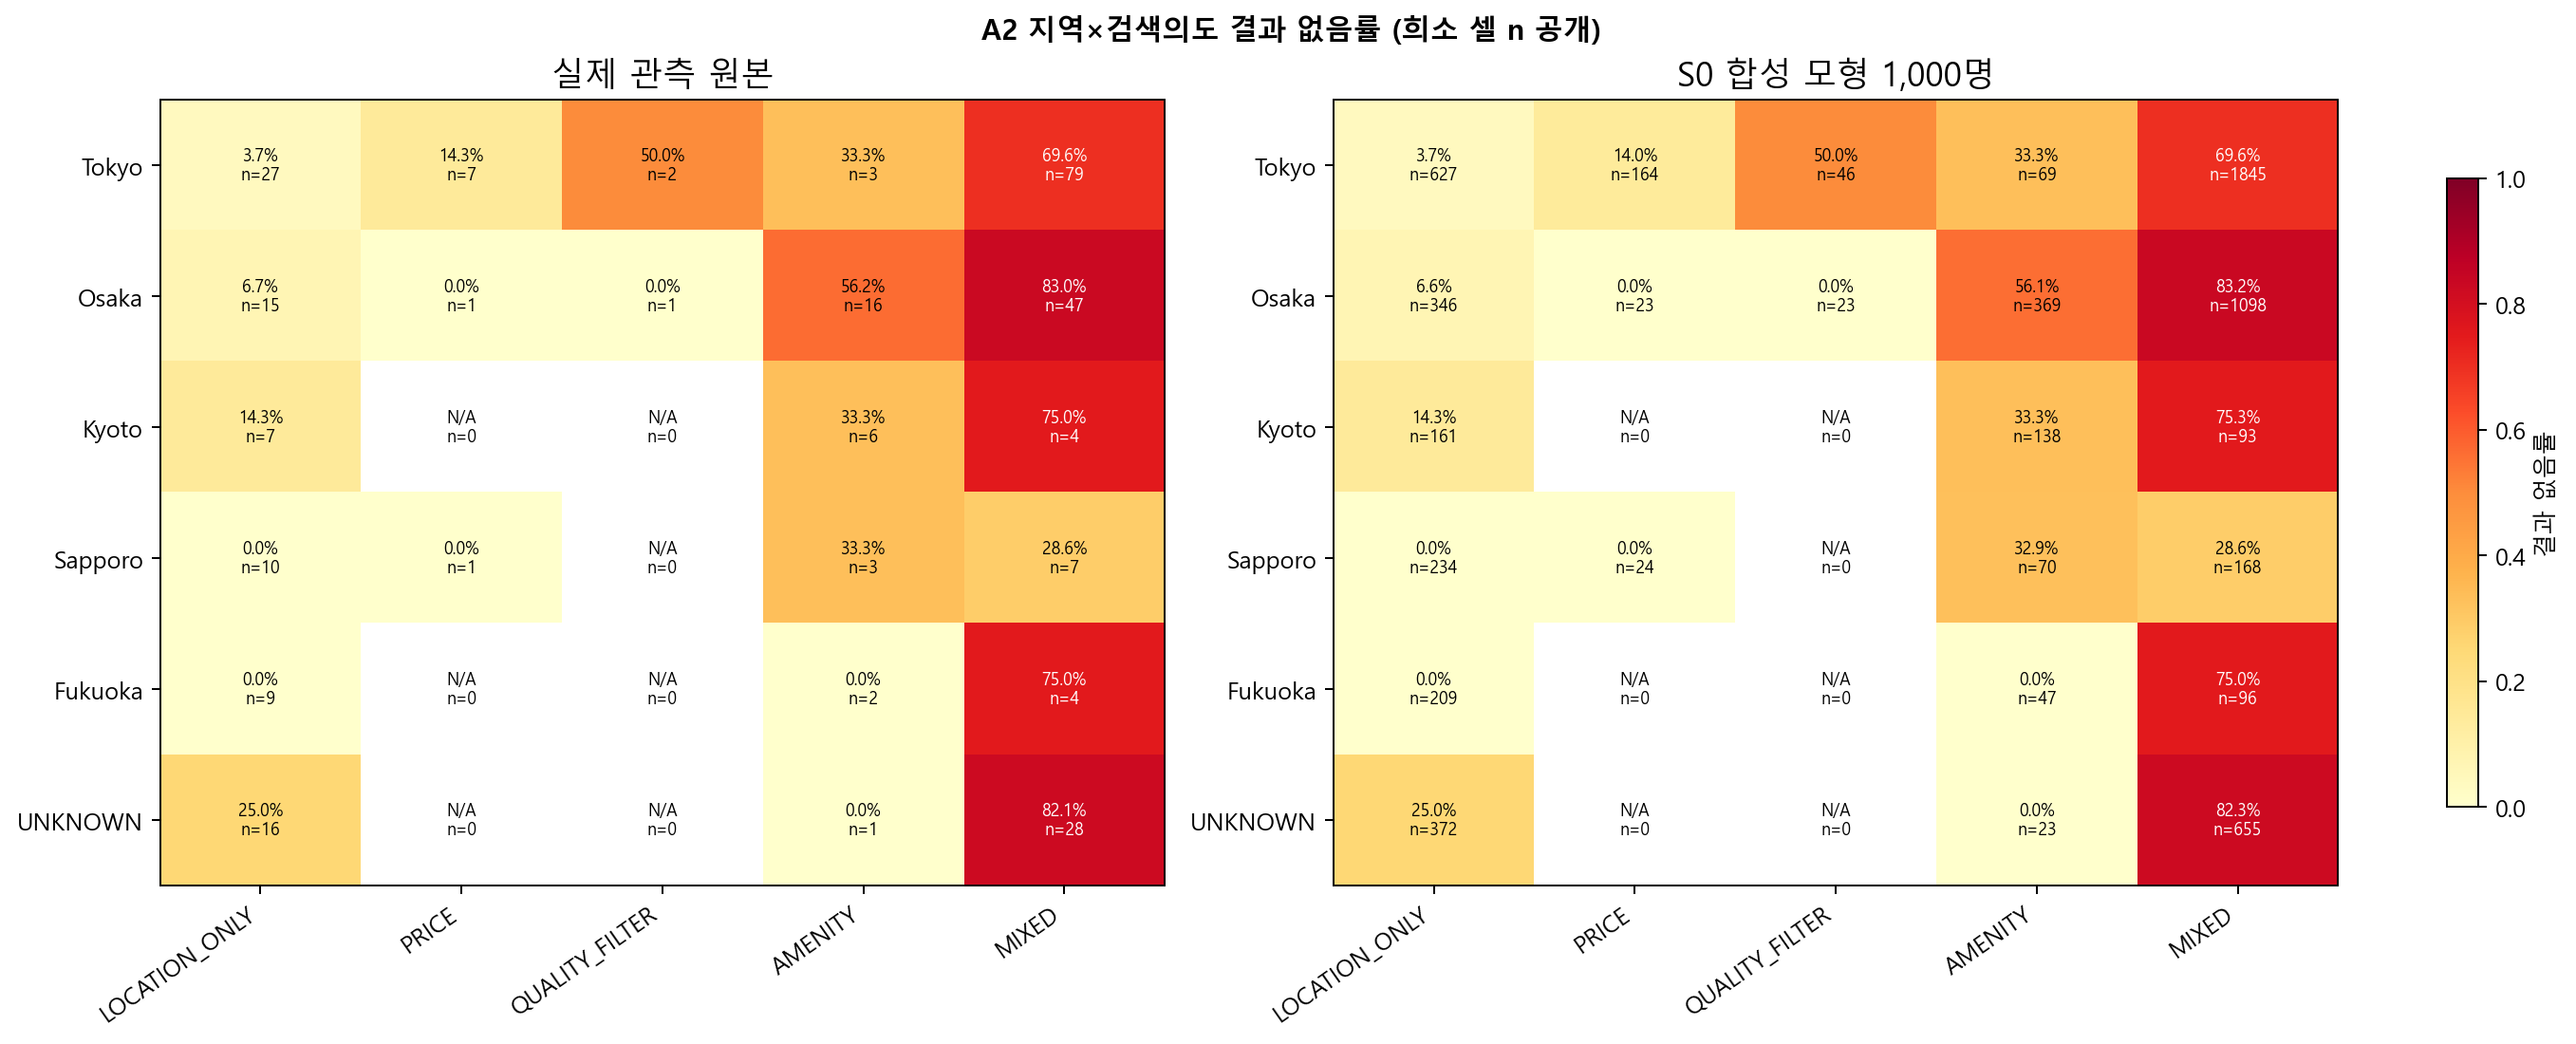 A2 지역×검색의도 결과 없음률 (희소 셀 n 공개)
실제 관측 원본
Tokyo
3.7%
n=27
14.3%
n=7
50.0%
n=2
33.3%
n=3
69.6%
n=79
Osaka
6.7%
n=15
0.0%
n=1
0.0%
n=1
56.2%
n=16
83.0%
n=47
Kyoto
14.3%
n=7
N/A
n=0
N/A
n=0
33.3%
n=6
75.0%
n=4
Sapporo
0.0%
n=10
0.0%
n=1
N/A
n=0
33.3%
n=3
28.6%
n=7
Fukuoka
0.0%
n=9
N/A
n=0
N/A
n=0
0.0%
n=2
75.0%
n=4
UNKNOWN
25.0%
n=16
N/A
n=0
N/A
n=0
0.0%
n=1
82.1%
n=28
LOCATION_ONLY
PRICE
QUALITY_FILTER
AMENITY
MIXED
S0 합성 모형 1,000명
Tokyo
3.7%
n=627
14.0%
n=164
50.0%
n=46
33.3%
n=69
69.6%
n=1845
Osaka
6.6%
n=346
0.0%
n=23
0.0%
n=23
56.1%
n=369
83.2%
n=1098
Kyoto
14.3%
n=161
N/A
n=0
N/A
n=0
33.3%
n=138
75.3%
n=93
Sapporo
0.0%
n=234
0.0%
n=24
N/A
n=0
32.9%
n=70
28.6%
n=168
Fukuoka
0.0%
n=209
N/A
n=0
N/A
n=0
0.0%
n=47
75.0%
n=96
UNKNOWN
25.0%
n=372
N/A
n=0
N/A
n=0
0.0%
n=23
82.3%
n=655
LOCATION_ONLY
PRICE
QUALITY_FILTER
AMENITY
MIXED
1.0
0.8
0.6
0.4
0.2
0.0
결과 없음률